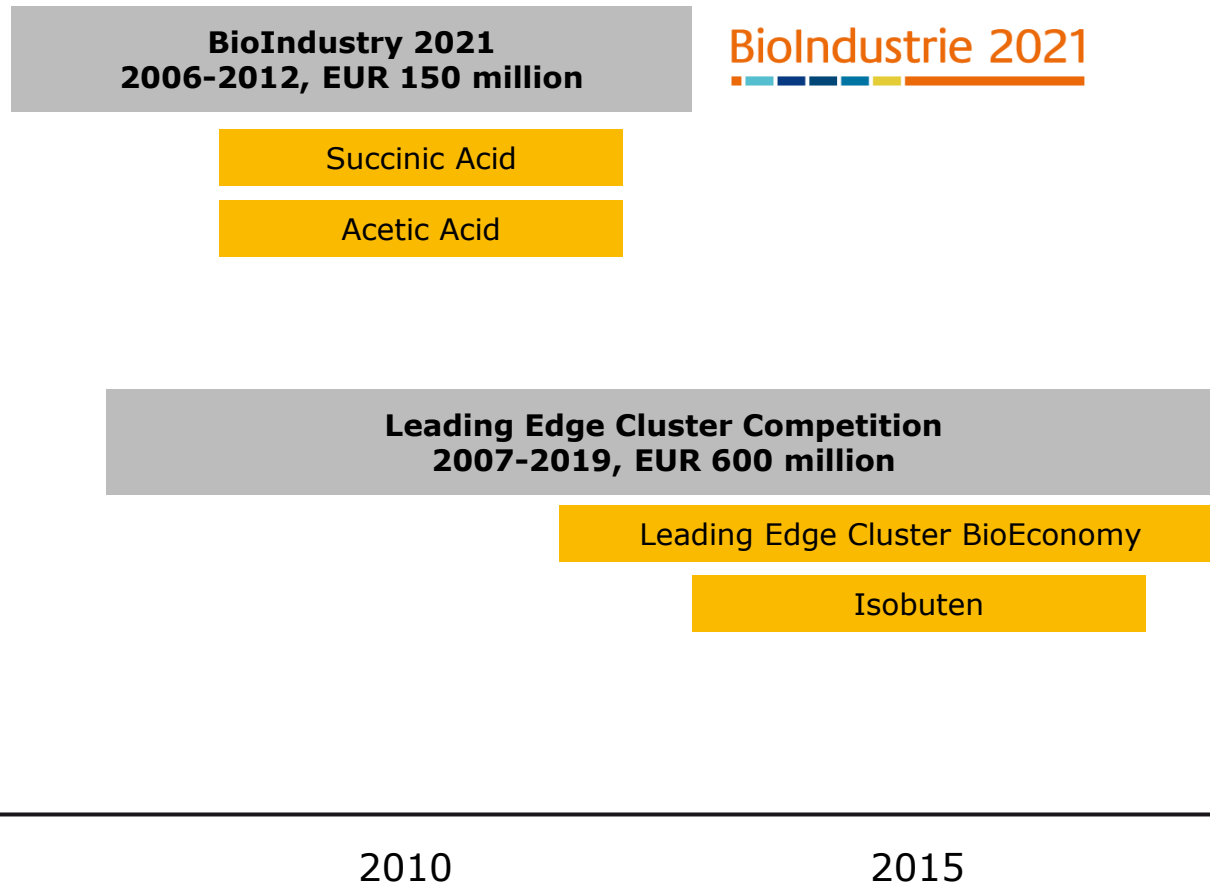 BioIndustry 2021
2006-2012, EUR 150 million
BioIndustrie 2021
Succinic Acid
Acetic Acid
Leading Edge Cluster Competition
2007-2019, EUR 600 million
Leading Edge Cluster BioEconomy
Isobuten
2010
2015